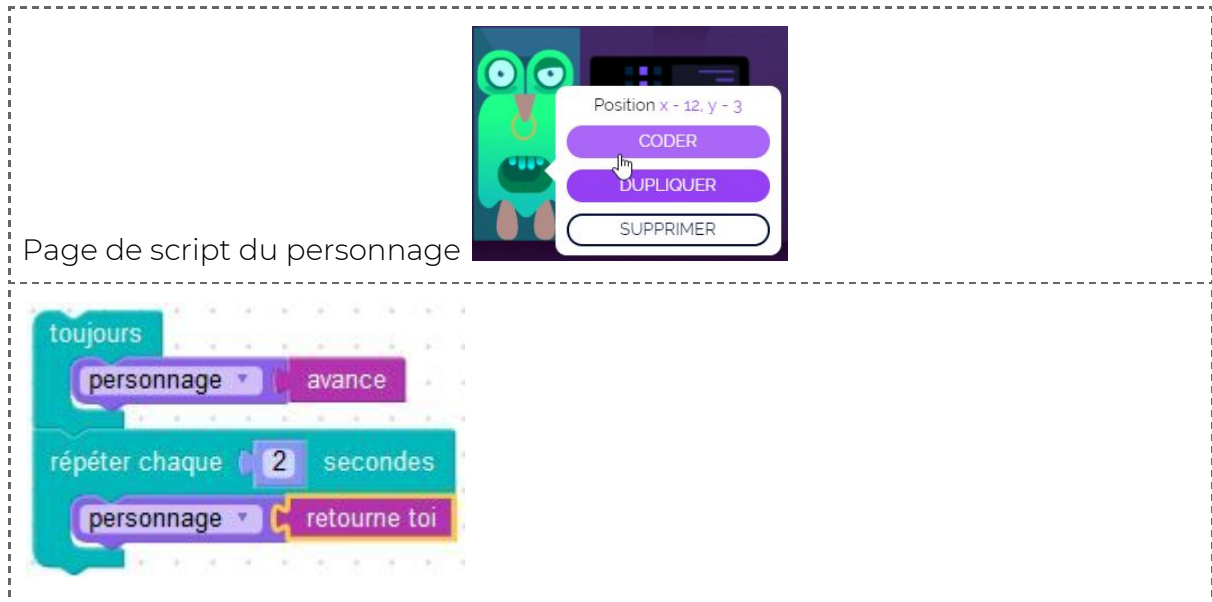 Position x - 12, y - 3
CODER
DUPLIQUER
SUPPRIMER
Page de script du personnage
toujours
personnage avance
répéter chaque 2 secondes
personnage retourne toi